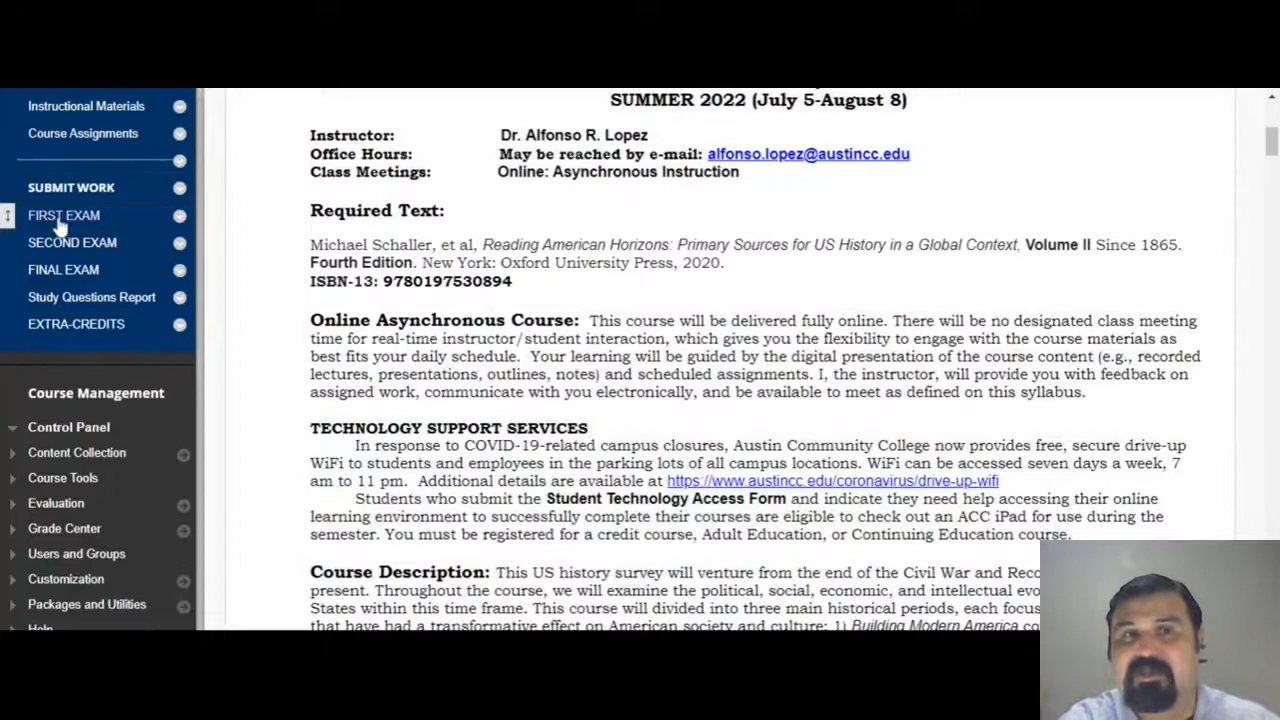 Instructional Materials
Course Assignments
SUBMIT WORK
FIRST EXAM
SECOND EXAM
FINAL EXAM
Study Questions Report
EXTRA-CREDITS
Course Management
Control Panel
Content Collection
Course Tools
Evaluation
Grade Center
Users and Groups
Customization
Packages and Utilities
Help
SUMMER 2022 (July 5-August 8)
Instructor: Dr. Alfonso R. Lopez
Office Hours: May be reached by e-mail: alfonso.lopez@austincc.edu
Class Meetings: Online: Asynchronous Instruction
Required Text:
Michael Schaller, et al, Reading American Horizons: Primary Sources for US History in a Global Context, Volume II Since 1865.
Fourth Edition. New York: Oxford University Press, 2020.
ISBN-13: 9780197530894
Online Asynchronous Course: This course will be delivered fully online. There will be no designated class meeting
time for real-time instructor/student interaction, which gives you the flexibility to engage with the course materials as
best fits your daily schedule. Your learning will be guided by the digital presentation of the course content (e.g., recorded
lectures, presentations, outlines, notes) and scheduled assignments. I, the instructor, will provide you with feedback on
assigned work, communicate with you electronically, and be available to meet as defined on this syllabus.
TECHNOLOGY SUPPORT SERVICES
In response to COVID-19-related campus closures, Austin Community College now provides free, secure drive-up
WiFi to students and employees in the parking lots of all campus locations. WiFi can be accessed seven days a week, 7
am to 11 pm. Additional details are available at https://www.austincc.edu/coronavirus/drive-up-wifi
Students who submit the Student Technology Access Form and indicate they need help accessing their online
learning environment to successfully complete their courses are eligible to check out an ACC iPad for use during the
semester. You must be registered for a credit course, Adult Education, or Continuing Education course.
Course Description: This US history survey will venture from the end of the Civil War and Reco
present. Throughout the course, we will examine the political, social, economic, and intellectual evo
States within this time frame. This course will divided into three main historical periods, each focus
that have had a transformative effect on American society and culture: 1) Building Modern America co